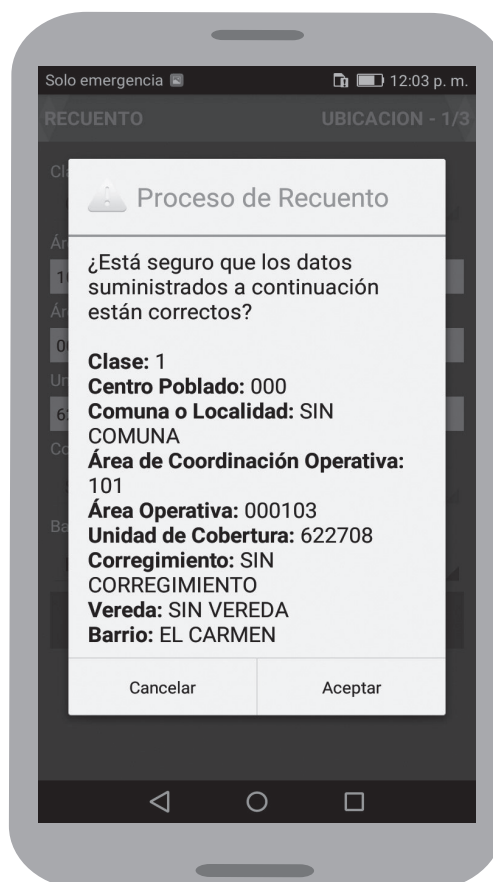 Solo emergencia 12:03 p. m.
RECUENTO UBICACION - 1/3
Proceso de Recuento
¿Está seguro que los datos
suministrados a continuación
están correctos?
Clase: 1
Centro Poblado: 000
Comuna o Localidad: SIN
COMUNA
Área de Coordinación Operativa:
101
Área Operativa: 000103
Unidad de Cobertura: 622708
Corregimiento: SIN
CORREGIMIENTO
Vereda: SIN VEREDA
Barrio: EL CARMEN
Cancelar Aceptar